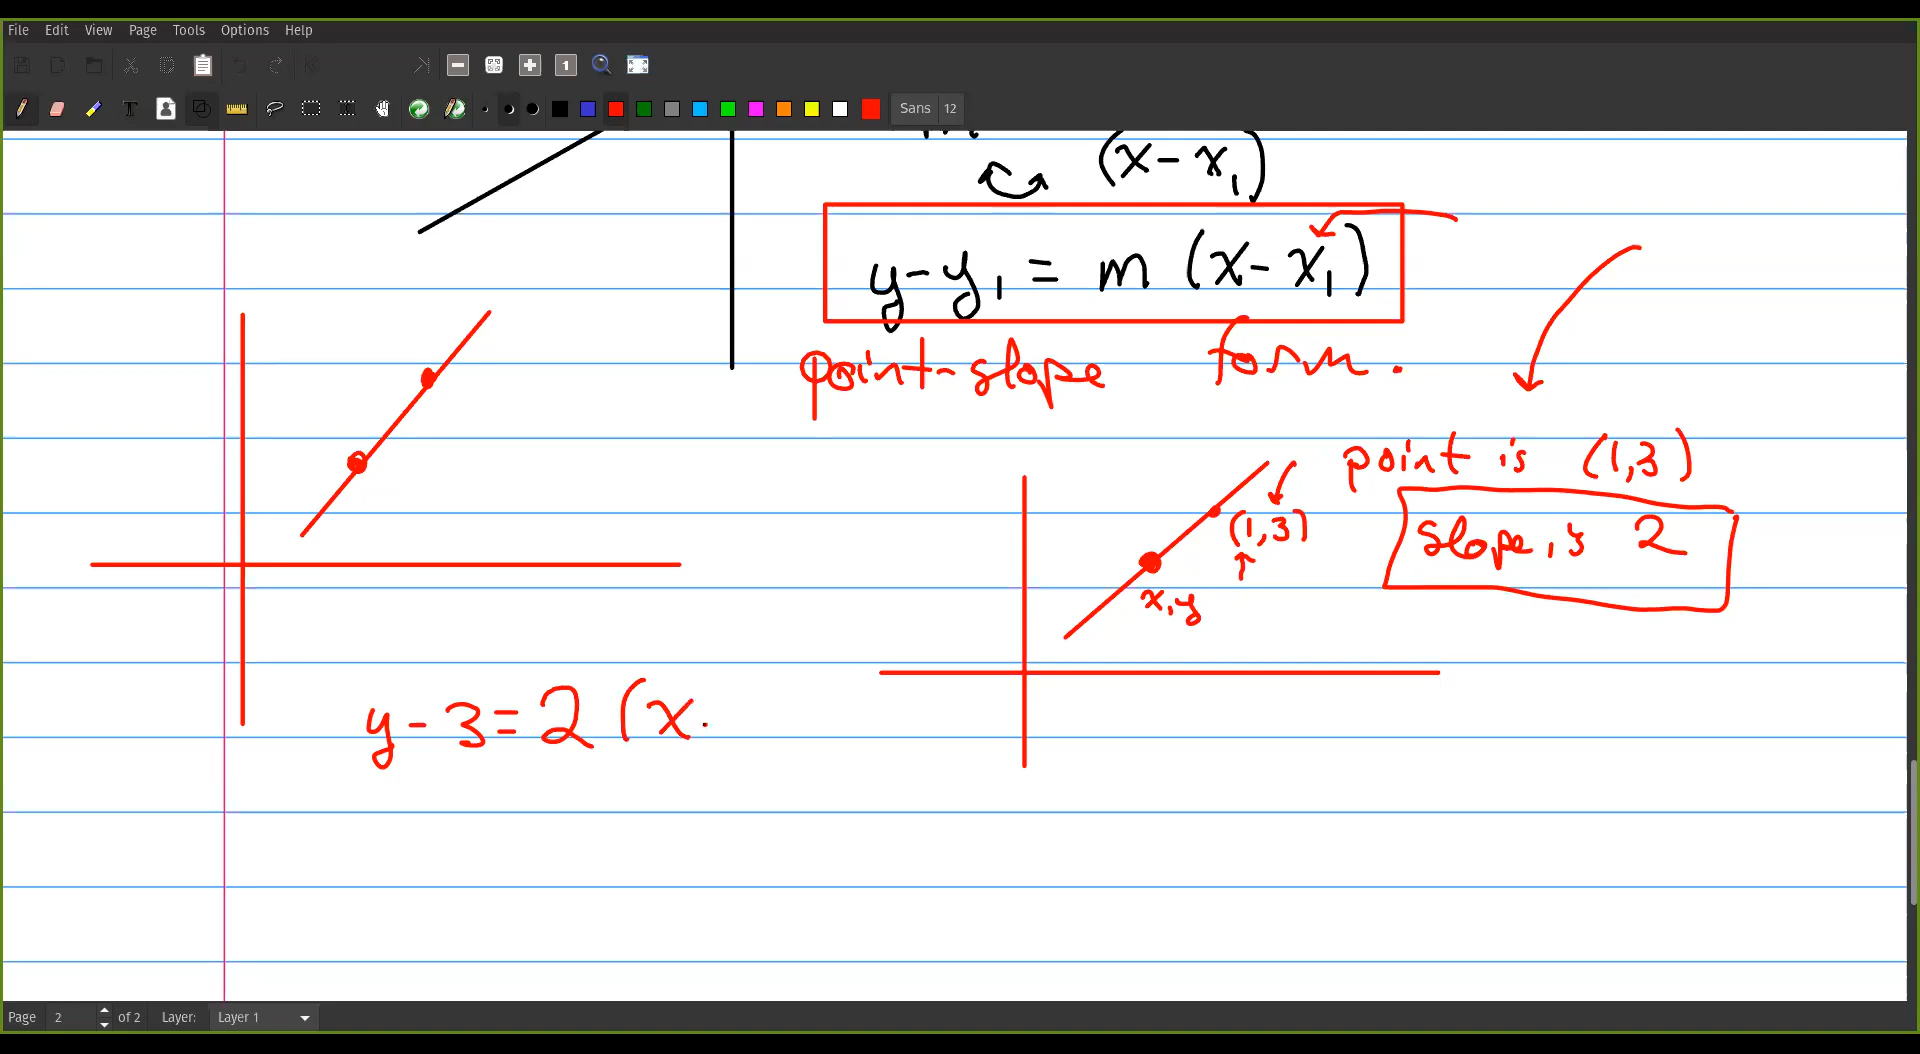 File Edit View Page Tools Options Help
Sans 12
(x - x₁)
y - y₁ = m (x - x₁)
point-slope form.
point is (1,3)
slope is 2
(1,3)
x,y
y - 3 = 2 (x
Page 2 of 2 Layer: Layer 1